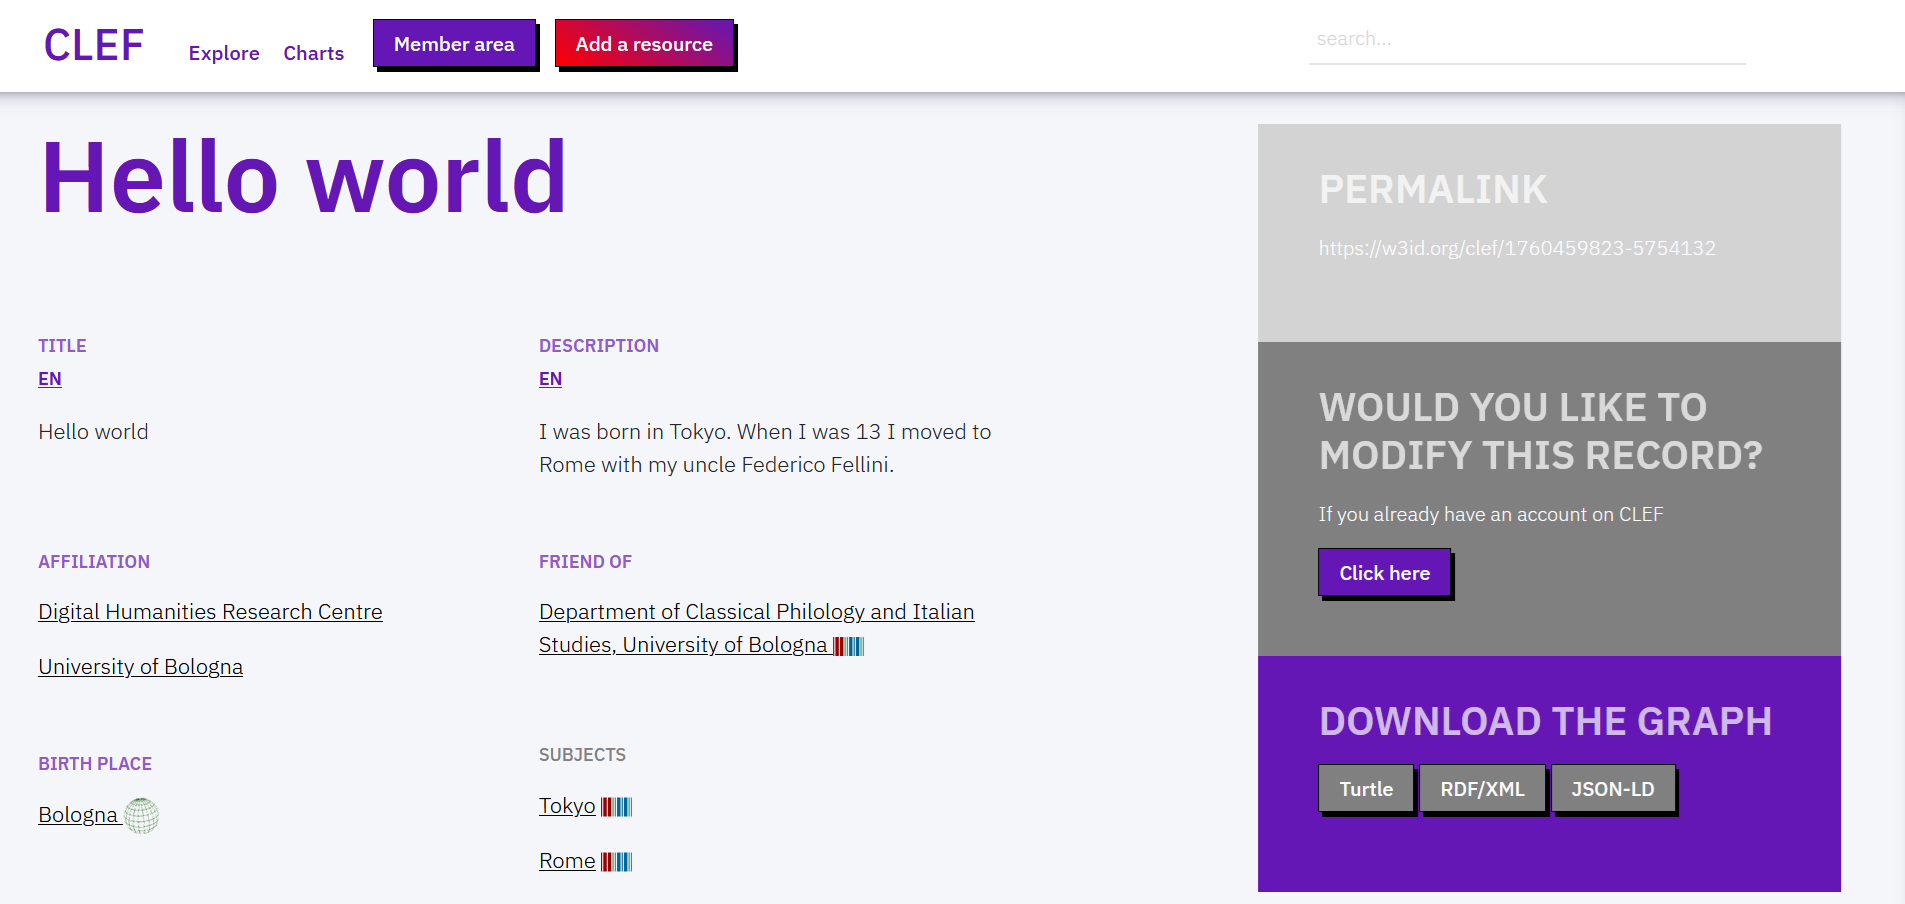 CLEF
Explore
Charts
Member area
Add a resource
search...
Hello world
TITLE
EN
Hello world
DESCRIPTION
EN
I was born in Tokyo. When I was 13 I moved to
Rome with my uncle Federico Fellini.
AFFILIATION
Digital Humanities Research Centre
University of Bologna
FRIEND OF
Department of Classical Philology and Italian
Studies, University of Bologna
BIRTH PLACE
Bologna
SUBJECTS
Tokyo
Rome
PERMALINK
https://w3id.org/clef/1760459823-5754132
WOULD YOU LIKE TO
MODIFY THIS RECORD?
If you already have an account on CLEF
Click here
DOWNLOAD THE GRAPH
Turtle
RDF/XML
JSON-LD